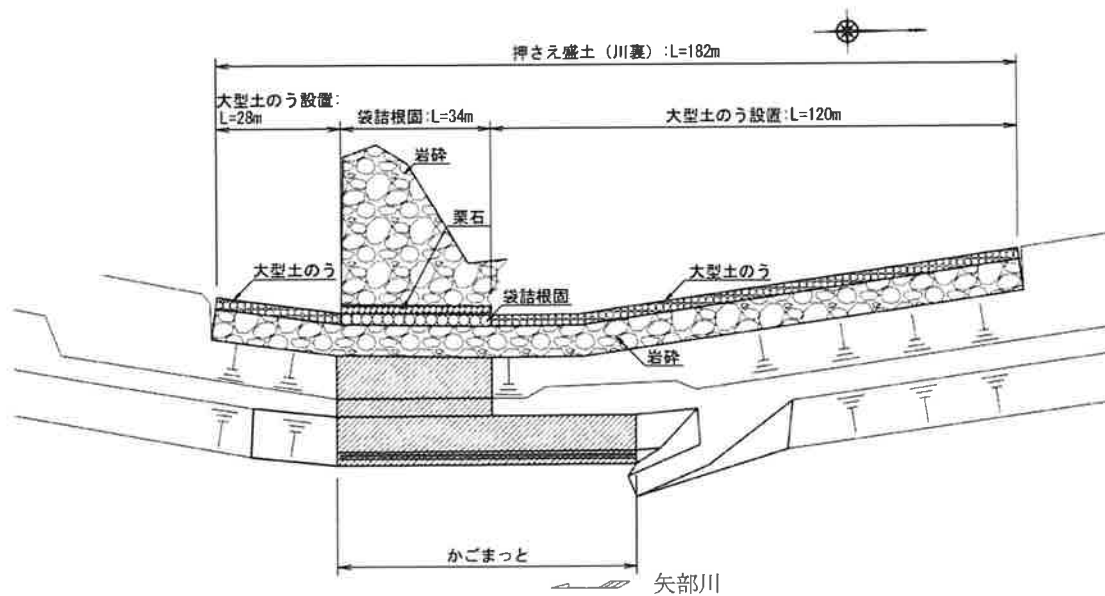 押さえ盛土（川裏）:L=182m
大型土のう設置:
L=28m
袋詰根固:L=34m
大型土のう設置:L=120m
岩砕
栗石
大型土のう
大型土のう
袋詰根固
岩砕
かごまっと
矢部川